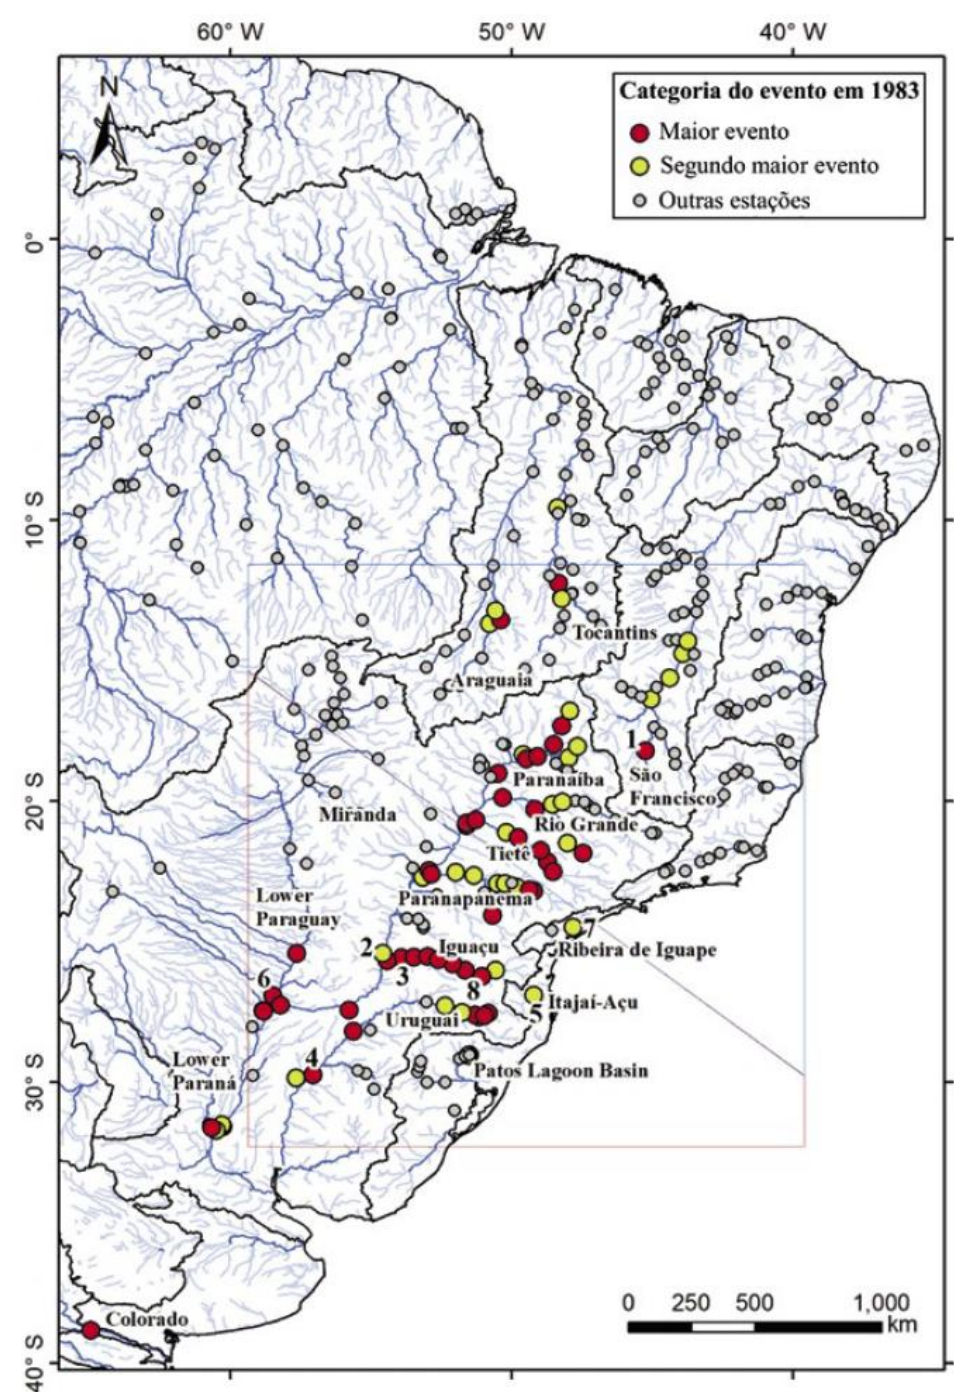 60° W 50° W 40° W
N
Categoria do evento em 1983
Maior evento
Segundo maior evento
Outras estações
0°
10° S
Tocantins
Araguaia
1
São
Francisco
Paranaíba
20° S
Miranda
Rio Grande
Tietê
Paranapanema
Lower
Paraguay
2
3
Iguaçu
7
Ribeira de Iguape
6
8
Itajaí-Açu
5
Uruguai
4
Lower
Paraná
Patos Lagoon Basin
30° S
0 250 500 1,000
km
Colorado
40° S